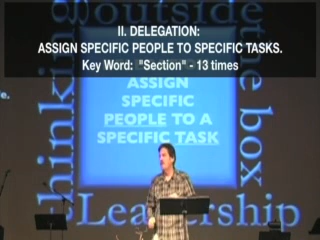 II. DELEGATION:
ASSIGN SPECIFIC PEOPLE TO SPECIFIC TASKS.
Key Word: "Section" - 13 times
outside
the box
thinking
e.
ASSIGN
SPECIFIC
PEOPLE TO A
SPECIFIC TASK
Leadership